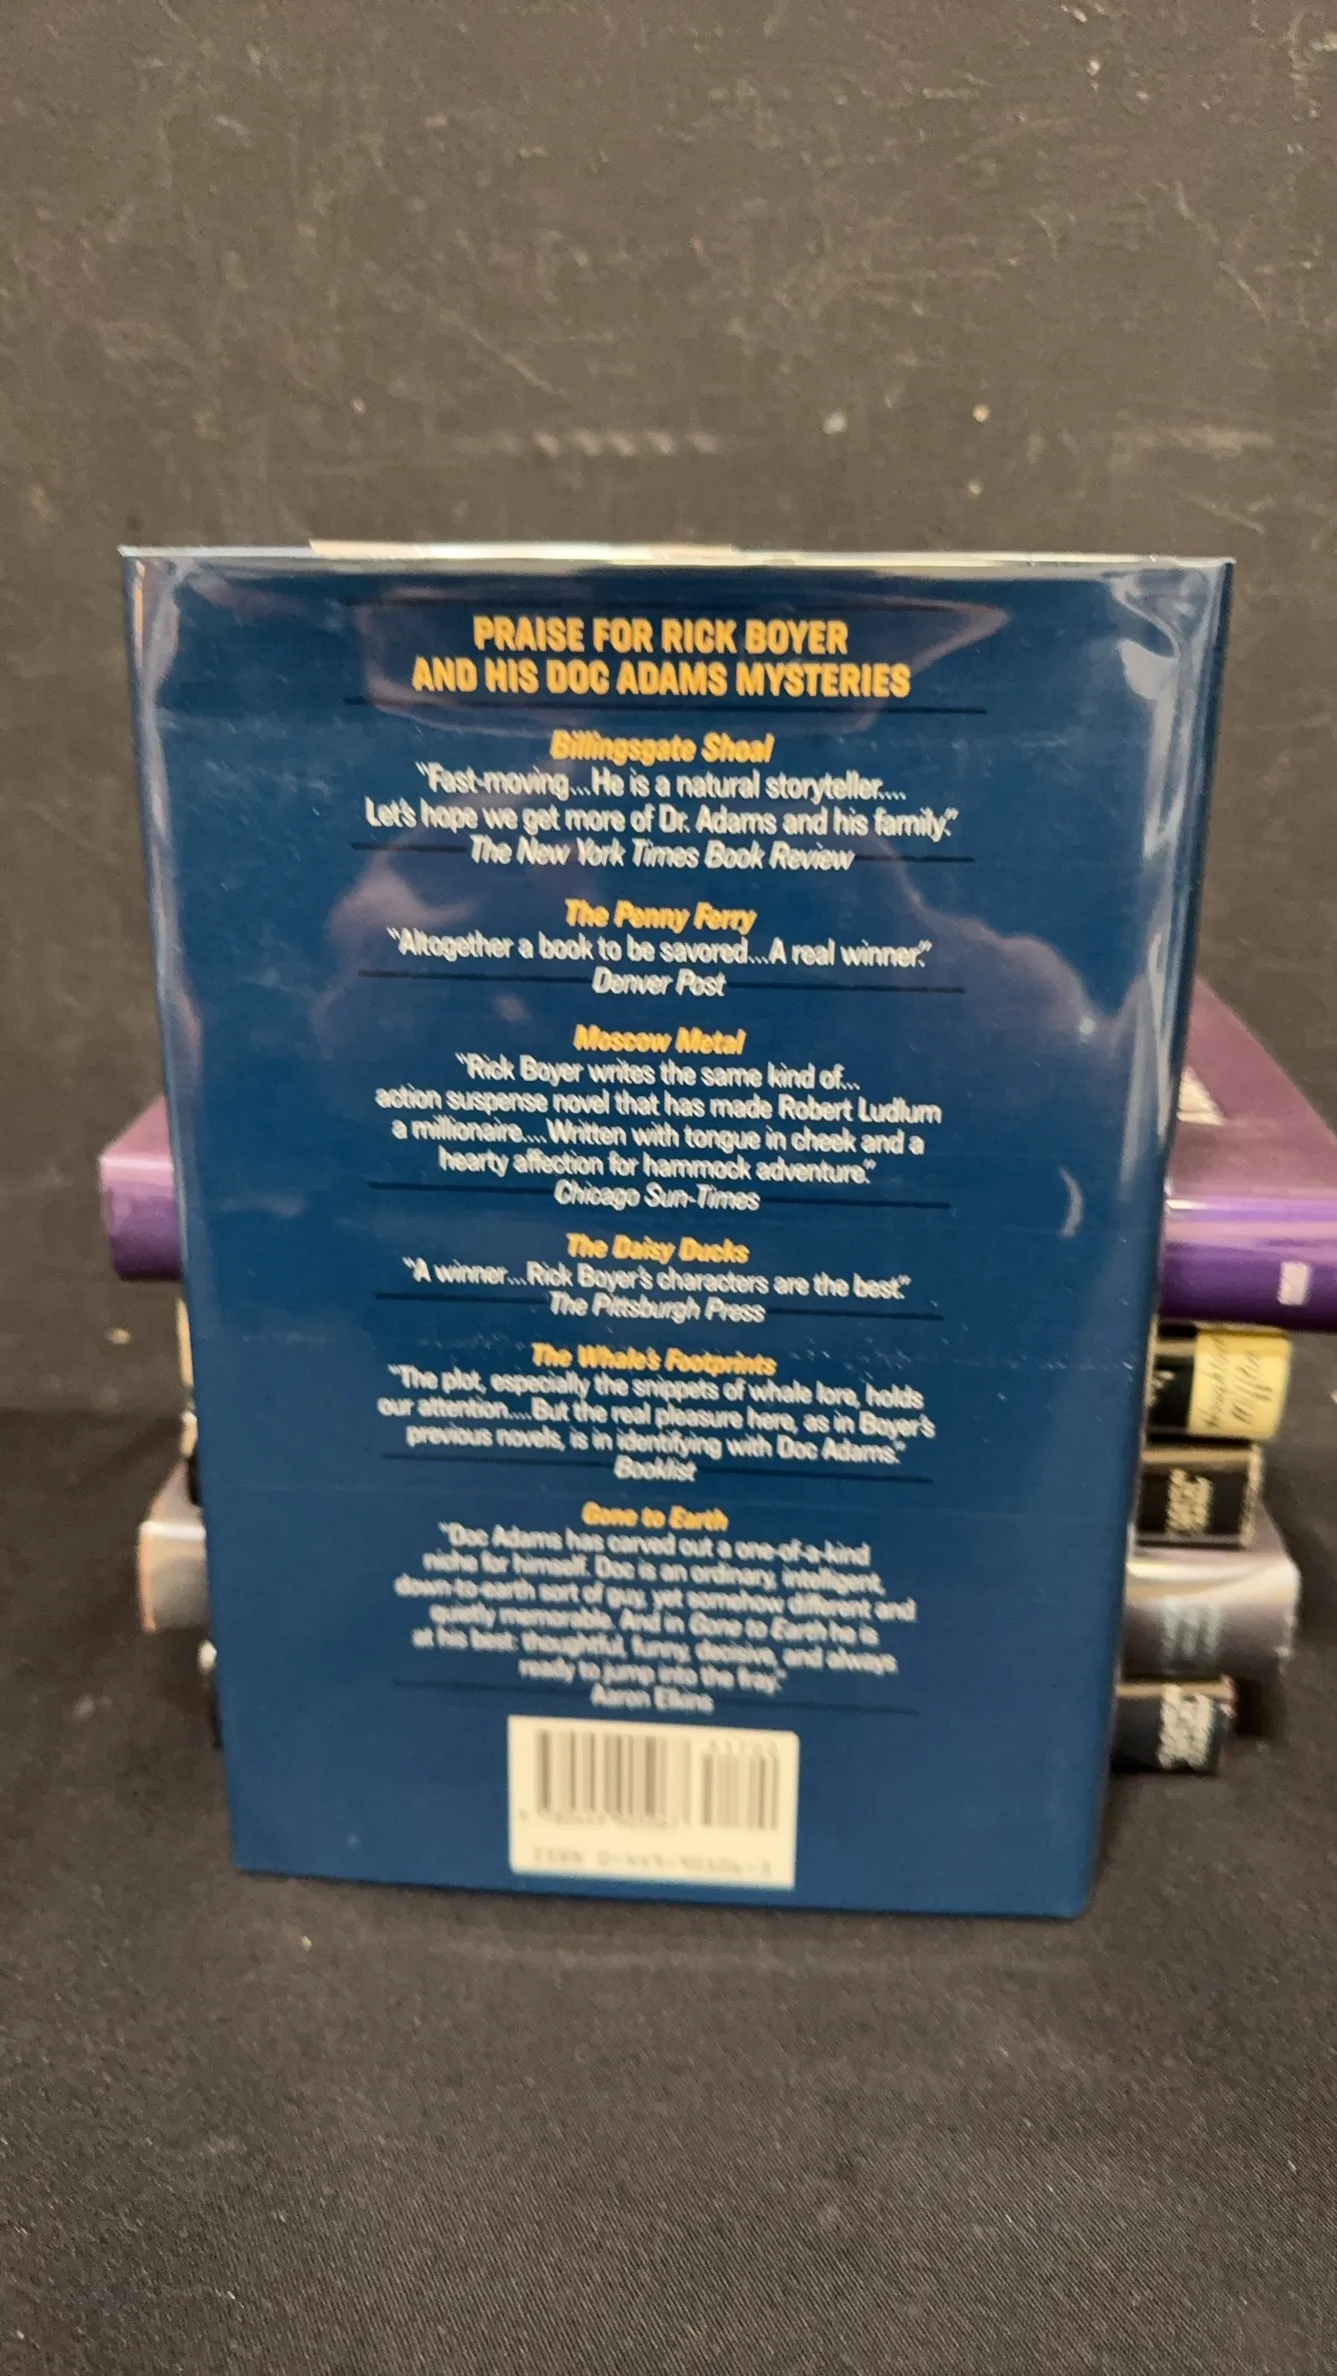 PRAISE FOR RICK BOYER
AND HIS DOC ADAMS MYSTERIES
Billingsgate Shoal
"Fast-moving...He is a natural storyteller....
Let's hope we get more of Dr. Adams and his family."
The New York Times Book Review
The Penny Ferry
"Altogether a book to be savored...A real winner."
Denver Post
Moscow Metal
"Rick Boyer writes the same kind of...
action suspense novel that has made Robert Ludlum
a millionaire....Written with tongue in cheek and a
hearty affection for hammock adventure."
Chicago Sun-Times
The Daisy Ducks
"A winner...Rick Boyer's characters are the best."
The Pittsburgh Press
The Whale's Footprints
"The plot, especially the snippets of whale lore, holds
our attention....But the real pleasure here, as in Boyer's
previous novels, is in identifying with Doc Adams."
Booklist
Gone to Earth
"Doc Adams has carved out a one-of-a-kind
niche for himself. Doc is an ordinary, intelligent,
down-to-earth sort of guy, yet somehow different and
quietly memorable. And in Gone to Earth he is
at his best: thoughtful, funny, decisive, and always
ready to jump into the fray."
Aaron Elkins
ISBN